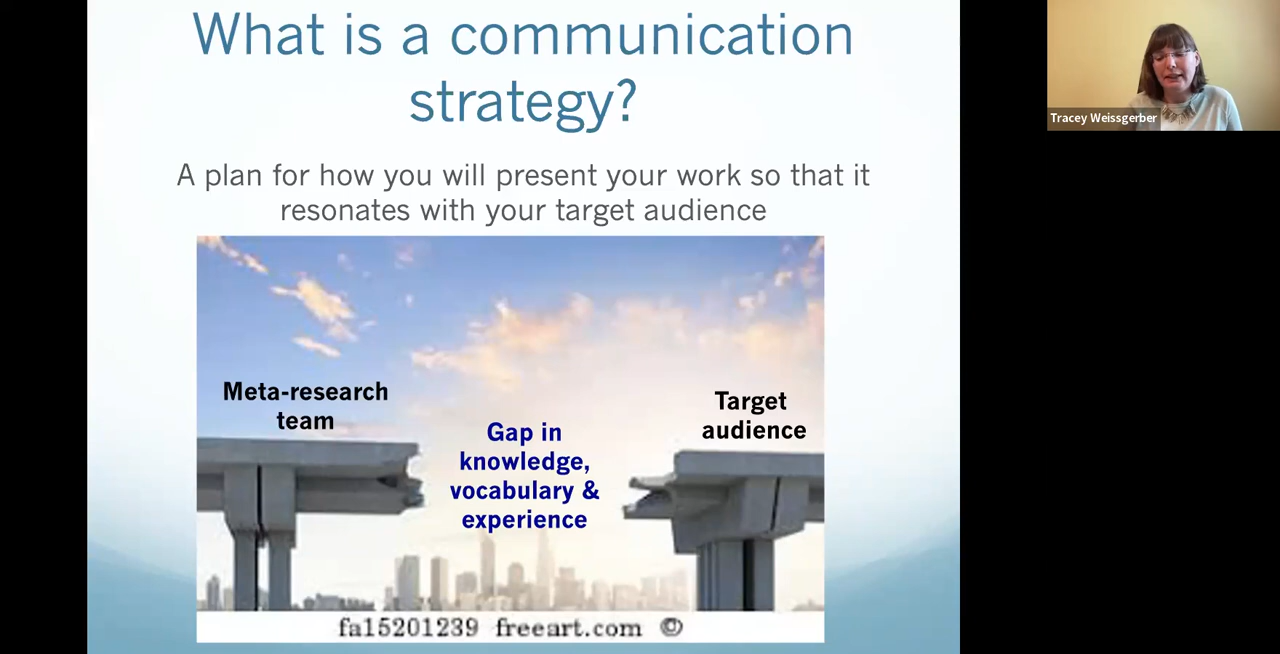 What is a communication
strategy?
A plan for how you will present your work so that it
resonates with your target audience
Meta-research
team
Gap in
knowledge,
vocabulary &
experience
Target
audience
fa15201239 freeart.com ©
Tracey Weissgerber